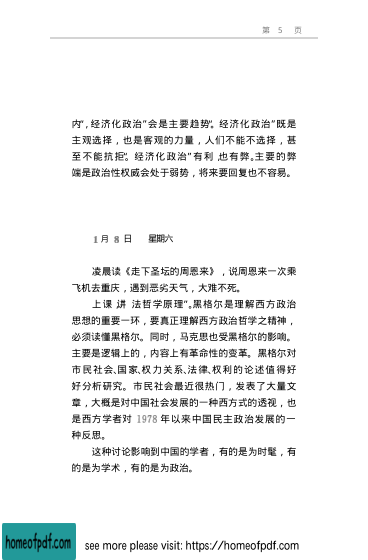 第 5 页
内”,经济化政治“会是主要趋势”。经济化政治“既是
主观选择，也是客观的力量，人们不能不选择，甚
至不能抗拒”。经济化政治“有利,也有弊。主要的弊
端是政治性权威会处于弱势，将来要回复也不容易。
1 月 8 日 星期六
凌晨读《走下圣坛的周恩来》，说周恩来一次乘
飞机去重庆，遇到恶劣天气，大难不死。
上课,讲 法哲学原理“。黑格尔是理解西方政治
思想的重要一环，要真正理解西方政治哲学之精神，
必须读懂黑格尔。同时，马克思也受黑格尔的影响。
主要是逻辑上的，内容上有革命性的变革。黑格尔对
市民社会、国家、权力关系、法律、权利的论述值得好
好分析研究。市民社会最近很热门，发表了大量文
章，大概是对中国社会发展的一种西方式的透视，也
是西方学者对 1978 年以来中国民主政治发展的一
种反思。
这种讨论影响到中国的学者，有的是为时髦，有
的是为学术，有的是为政治。
homeofpdf.com
see more please visit: https://homeofpdf.com